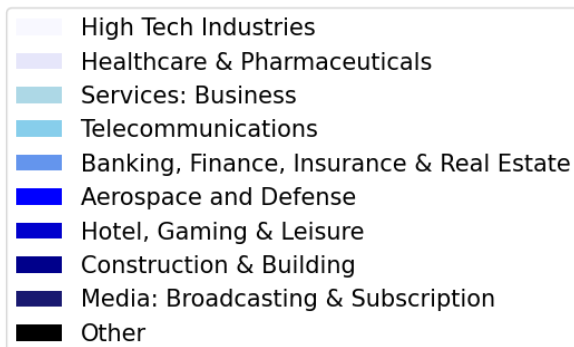 High Tech Industries
Healthcare & Pharmaceuticals
Services: Business
Telecommunications
Banking, Finance, Insurance & Real Estate
Aerospace and Defense
Hotel, Gaming & Leisure
Construction & Building
Media: Broadcasting & Subscription
Other